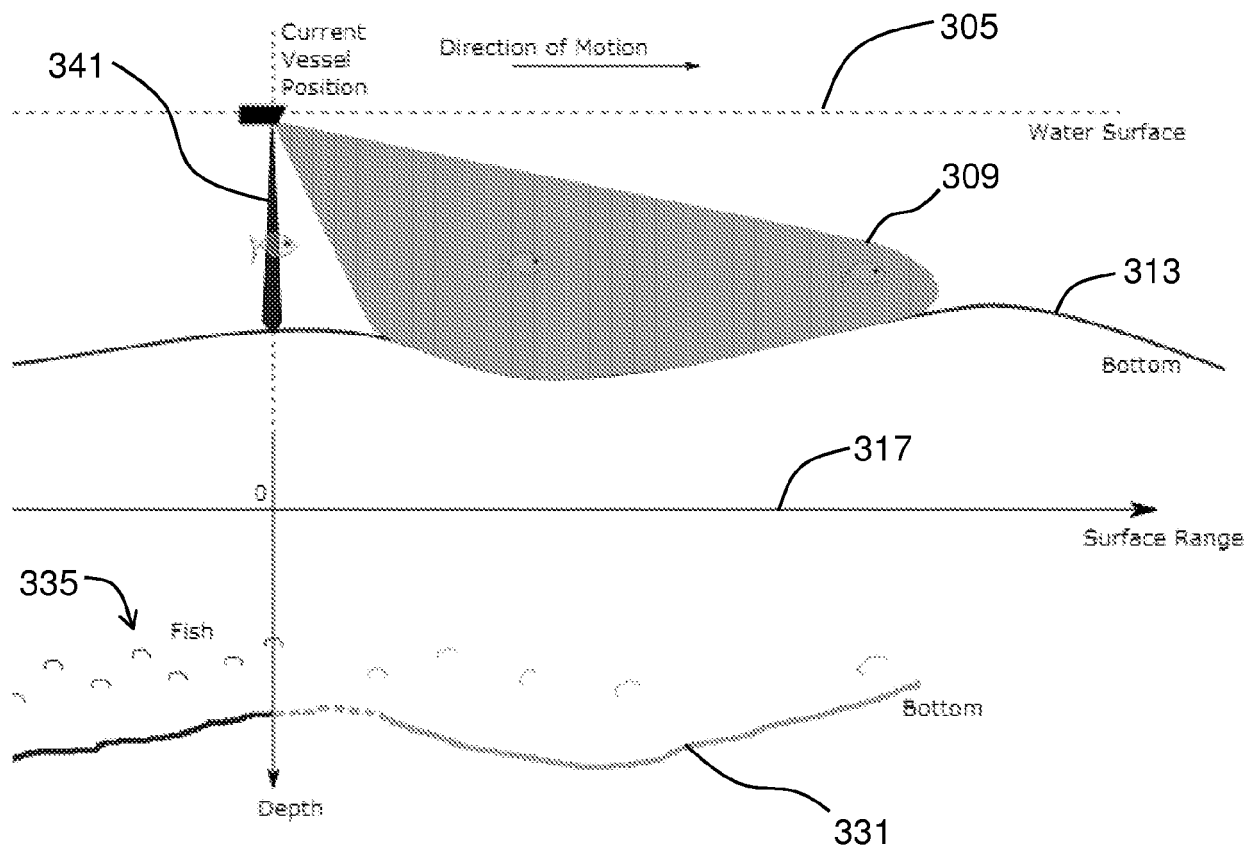 305
Current
Vessel
Position
Direction of Motion
341
Water Surface
309
313
Bottom
317
0
Surface Range
335
Fish
Bottom
Depth
331